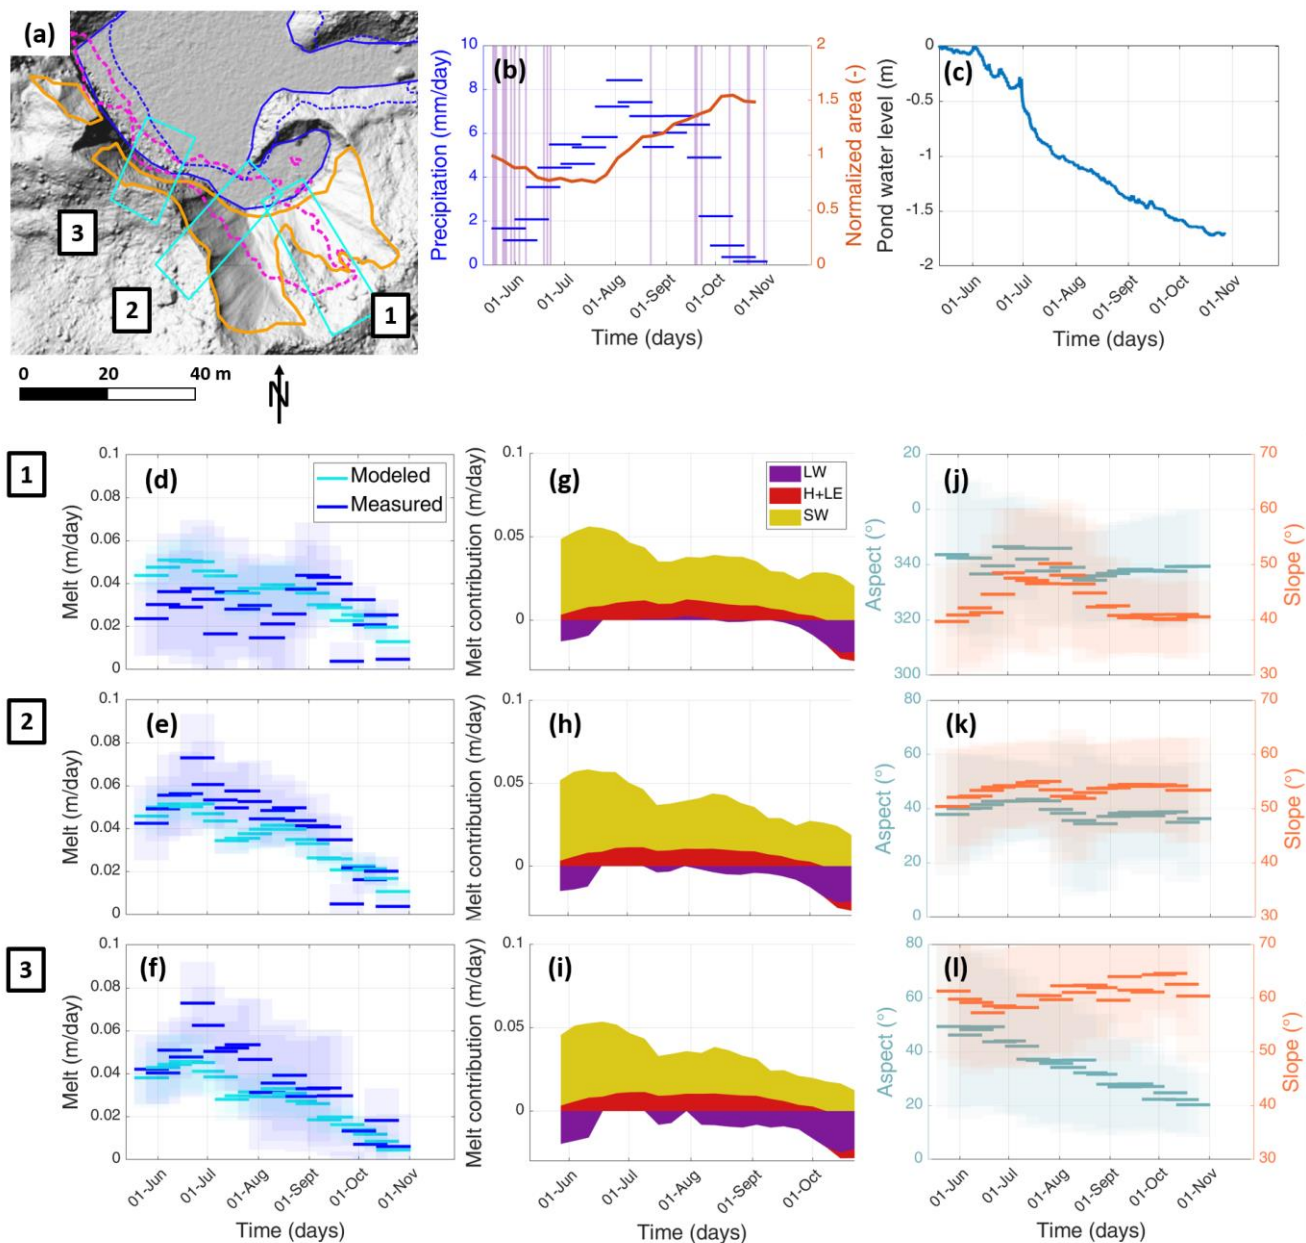 (a)
3
2
1
0 20 40 m
N
(b)
Precipitation (mm/day)
10
8
6
4
2
0
Normalized area (-)
2
1.5
1
0.5
0
01-Jun 01-Jul 01-Aug 01-Sept 01-Oct 01-Nov
Time (days)
(c)
Pond water level (m)
0
-0.5
-1
-1.5
-2
01-Jun 01-Jul 01-Aug 01-Sept 01-Oct 01-Nov
Time (days)
1
(d)
Modeled
Measured
Melt (m/day)
0.1
0.08
0.06
0.04
0.02
0
(g)
LW
H+LE
SW
Melt contribution (m/day)
0.1
0.05
0
(j)
Aspect (°)
20
0
340
320
300
Slope (°)
70
60
50
40
30
2
(e)
Melt (m/day)
0.1
0.08
0.06
0.04
0.02
0
(h)
Melt contribution (m/day)
0.1
0.05
0
(k)
Aspect (°)
80
60
40
20
0
Slope (°)
70
60
50
40
30
3
(f)
Melt (m/day)
0.1
0.08
0.06
0.04
0.02
0
01-Jun 01-Jul 01-Aug 01-Sept 01-Oct 01-Nov
Time (days)
(i)
Melt contribution (m/day)
0.1
0.05
0
01-Jun 01-Jul 01-Aug 01-Sept 01-Oct 01-Nov
Time (days)
(l)
Aspect (°)
80
60
40
20
0
Slope (°)
70
60
50
40
30
01-Jun 01-Jul 01-Aug 01-Sept 01-Oct 01-Nov
Time (days)